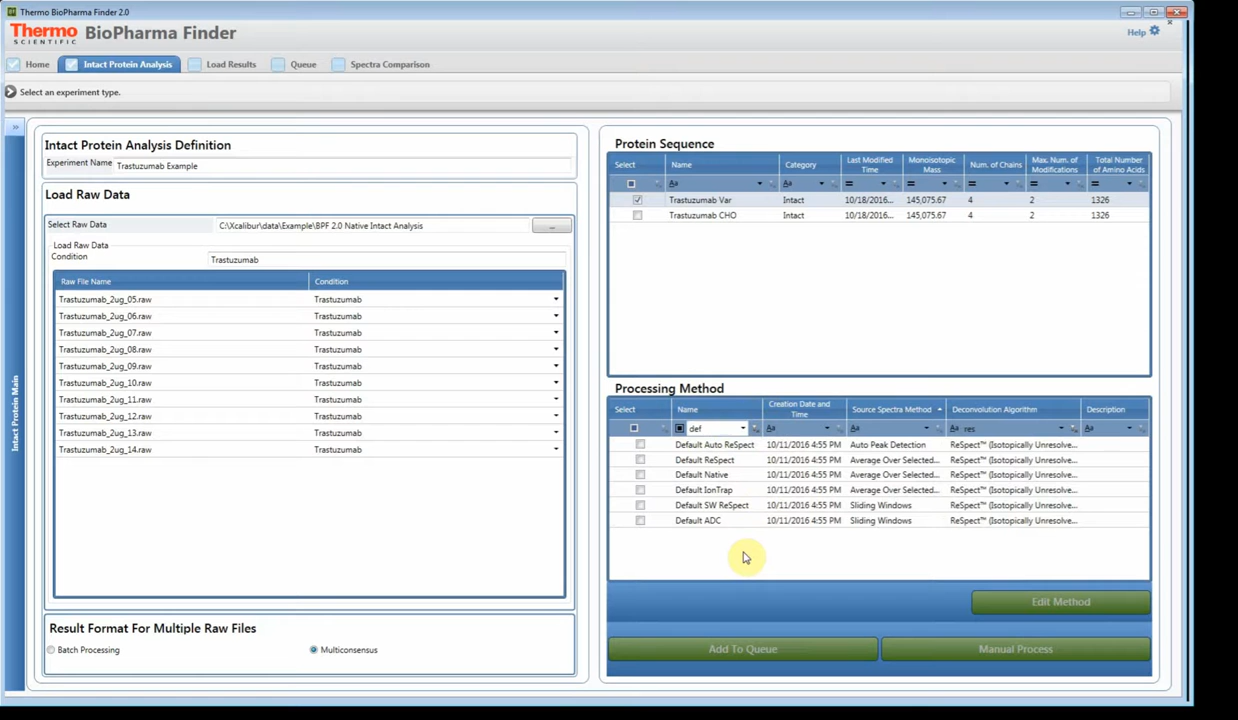 Thermo BioPharma Finder 2.0
Thermo
SCIENTIFIC
BioPharma Finder
Help
Home
Intact Protein Analysis
Load Results
Queue
Spectra Comparison
Select an experiment type.
Intact Protein Main
Intact Protein Analysis Definition
Experiment Name Trastuzumab Example
Load Raw Data
Select Raw Data C:\Xcalibur\data\Example\BPF 2.0 Native Intact Analysis ...
Load Raw Data
Condition Trastuzumab
Raw File Name Condition
Trastuzumab_2ug_05.raw Trastuzumab
Trastuzumab_2ug_06.raw Trastuzumab
Trastuzumab_2ug_07.raw Trastuzumab
Trastuzumab_2ug_08.raw Trastuzumab
Trastuzumab_2ug_09.raw Trastuzumab
Trastuzumab_2ug_10.raw Trastuzumab
Trastuzumab_2ug_11.raw Trastuzumab
Trastuzumab_2ug_12.raw Trastuzumab
Trastuzumab_2ug_13.raw Trastuzumab
Trastuzumab_2ug_14.raw Trastuzumab
Result Format For Multiple Raw Files
Batch Processing Multiconsensus
Protein Sequence
Select Name Category Last Modified Time Monoisotopic Mass Num. of Chains Max. Num. of Modifications Total Number of Amino Acids
Aa Aa = = = = =
Trastuzumab Var Intact 10/18/2016... 145,075.67 4 2 1326
Trastuzumab CHO Intact 10/18/2016... 145,075.67 4 2 1326
Processing Method
Select Name Creation Date and Time Source Spectra Method Deconvolution Algorithm Description
def Aa Aa Aa res Aa
Default Auto ReSpect 10/11/2016 4:55 PM Auto Peak Detection ReSpect™ (Isotopically Unresolve...
Default ReSpect 10/11/2016 4:55 PM Average Over Selected... ReSpect™ (Isotopically Unresolve...
Default Native 10/11/2016 4:55 PM Average Over Selected... ReSpect™ (Isotopically Unresolve...
Default IonTrap 10/11/2016 4:55 PM Average Over Selected... ReSpect™ (Isotopically Unresolve...
Default SW ReSpect 10/11/2016 4:55 PM Sliding Windows ReSpect™ (Isotopically Unresolve...
Default ADC 10/11/2016 4:55 PM Sliding Windows ReSpect™ (Isotopically Unresolve...
Edit Method
Add To Queue Manual Process